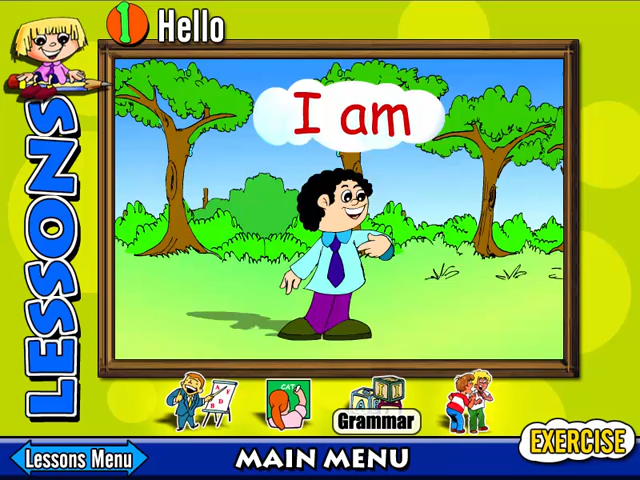 1 Hello
LESSONS
I am
CAT
Grammar
Lessons Menu
MAIN MENU
EXERCISE